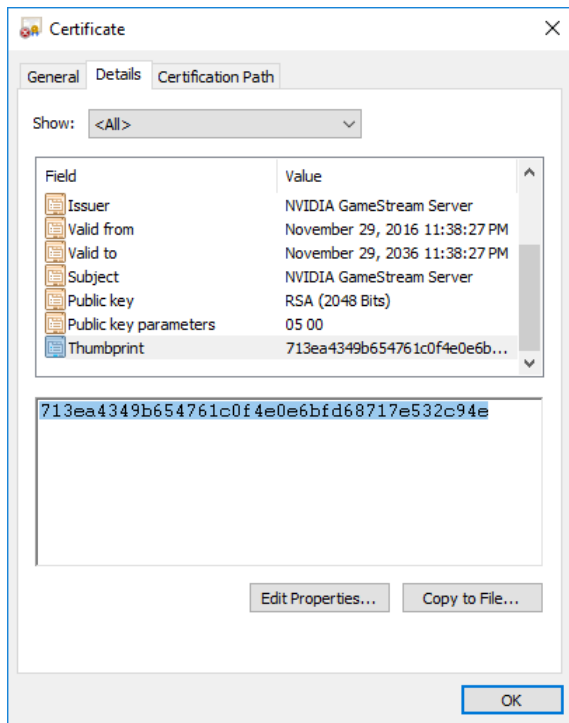 Certificate
General Details Certification Path
Show: <All>
Field Value
Issuer NVIDIA GameStream Server
Valid from November 29, 2016 11:38:27 PM
Valid to November 29, 2036 11:38:27 PM
Subject NVIDIA GameStream Server
Public key RSA (2048 Bits)
Public key parameters 05 00
Thumbprint 713ea4349b654761c0f4e0e6b...
713ea4349b654761c0f4e0e6bfd68717e532c94e
Edit Properties... Copy to File...
OK